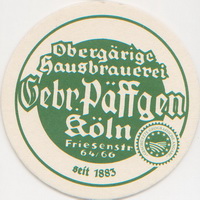 Obergärige
Hausbrauerei
Gebr. Päffgen
Köln
Friesenstr
64/66
seit 1883